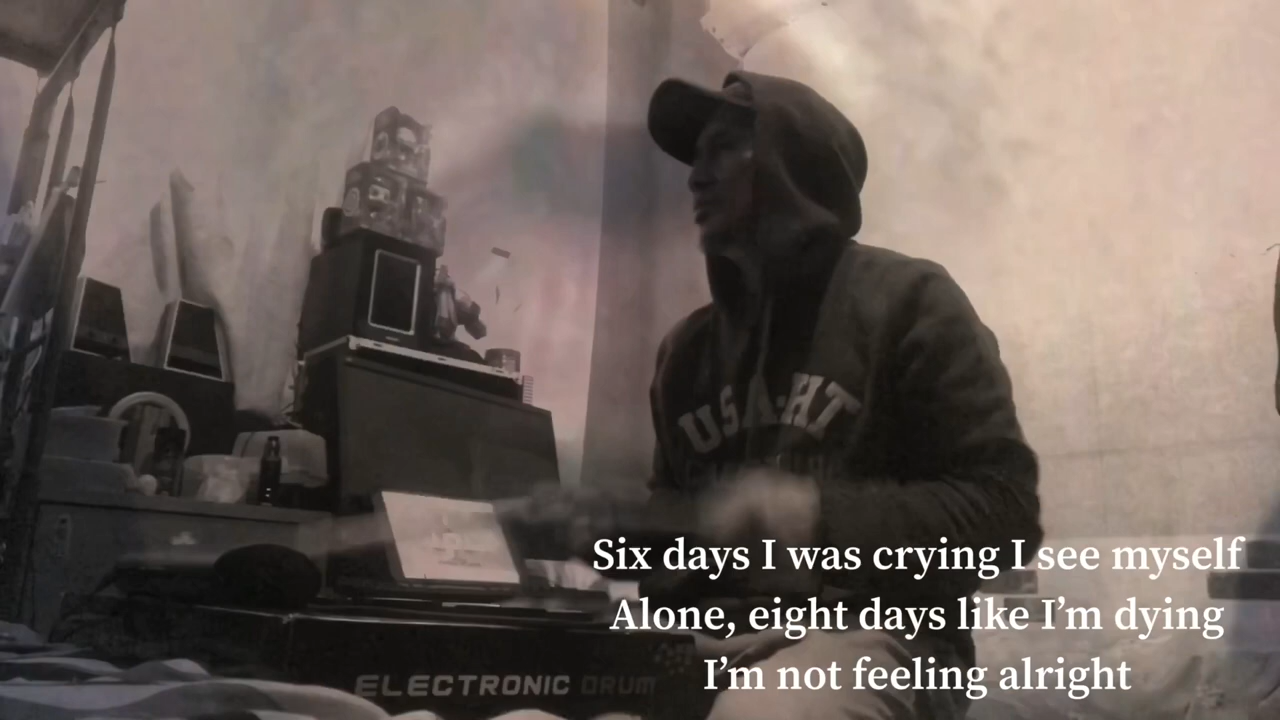 USA·HT
ELECTRONIC DRUM
Six days I was crying I see myself
Alone, eight days like I’m dying
I’m not feeling alright